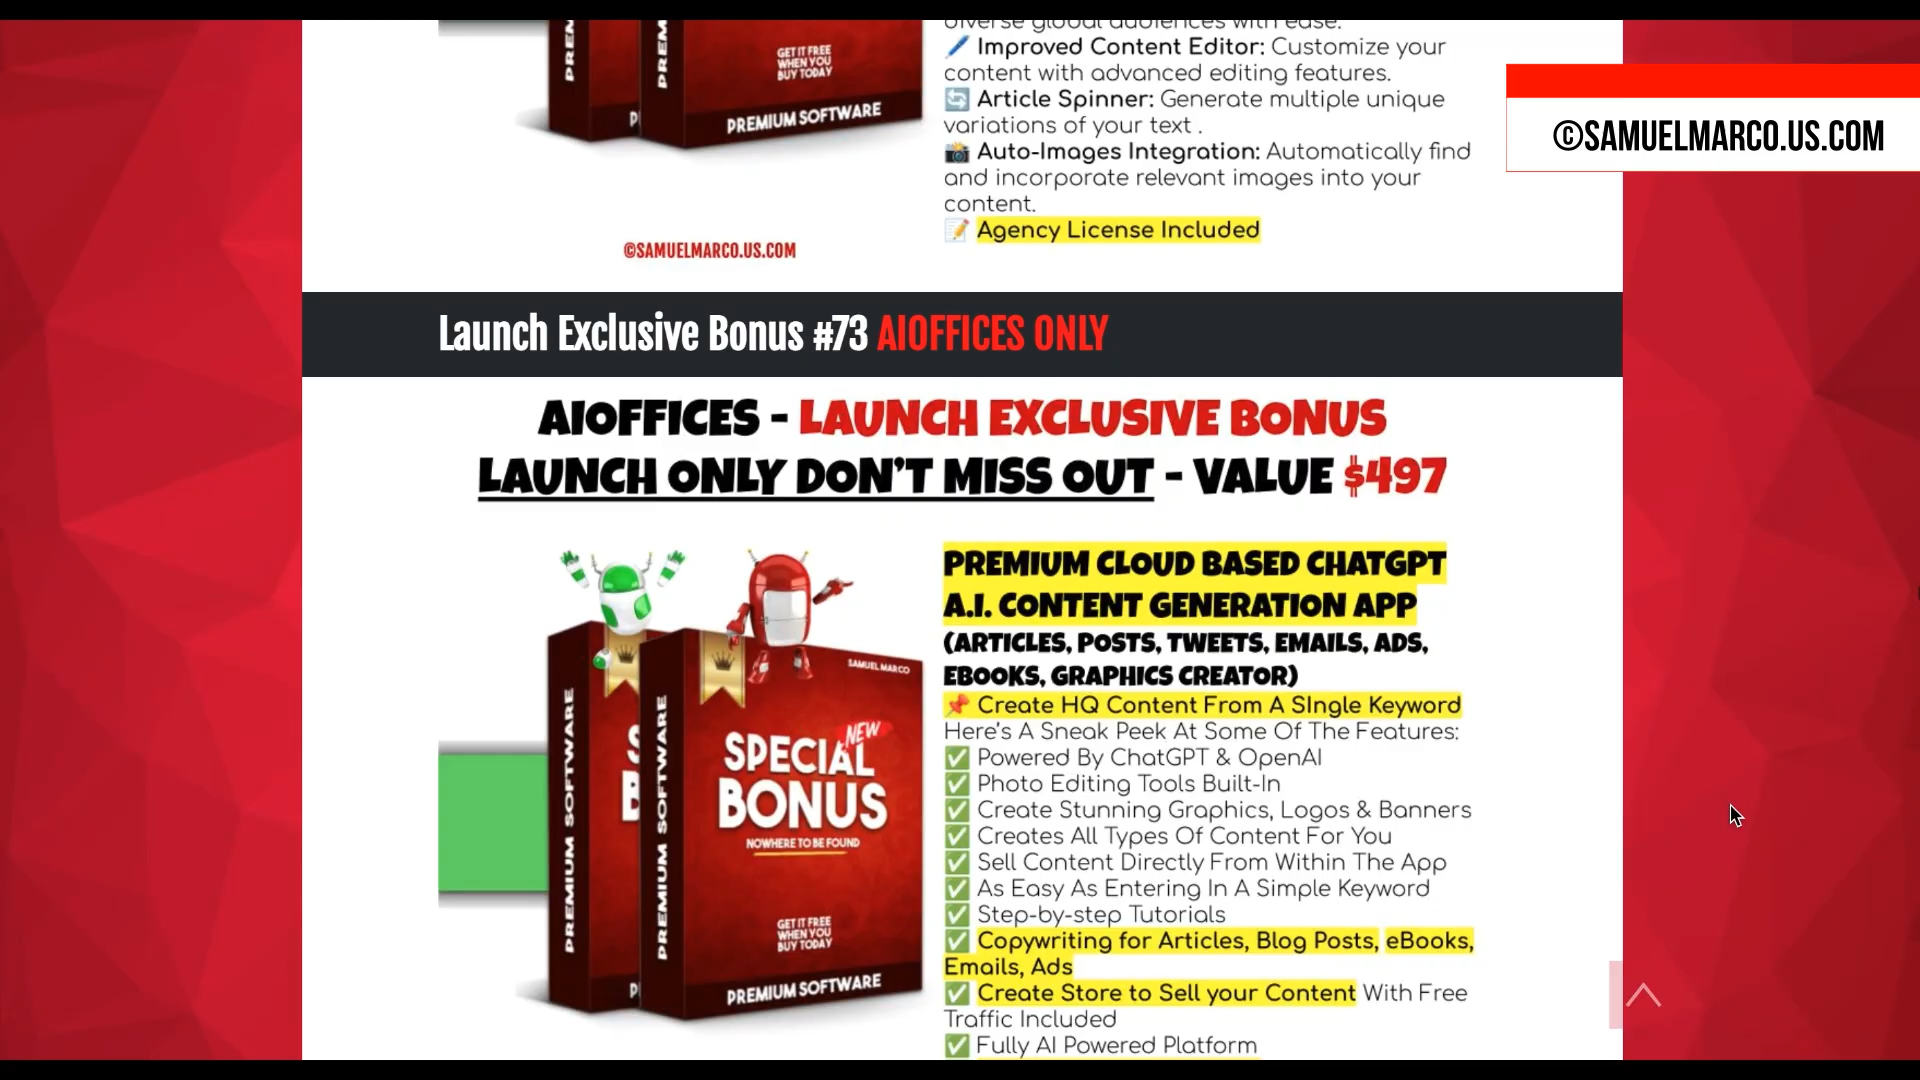 diverse global audiences with ease.
Improved Content Editor: Customize your
content with advanced editing features.
Article Spinner: Generate multiple unique
variations of your text .
Auto-Images Integration: Automatically find
and incorporate relevant images into your
content.
Agency License Included
GET IT FREE
WHEN YOU
BUY TODAY
PREMIUM SOFTWARE
©SAMUELMARCO.US.COM
©SAMUELMARCO.US.COM
Launch Exclusive Bonus #73 AIOFFICES ONLY
AIOFFICES - LAUNCH EXCLUSIVE BONUS
LAUNCH ONLY DON'T MISS OUT - VALUE $497
SAMUEL MARCO
PREMIUM SOFTWARE
PREMIUM SOFTWARE
NEW
SPECIAL
BONUS
NOWHERE TO BE FOUND
GET IT FREE
WHEN YOU
BUY TODAY
PREMIUM SOFTWARE
PREMIUM CLOUD BASED CHATGPT
A.I. CONTENT GENERATION APP
(ARTICLES, POSTS, TWEETS, EMAILS, ADS,
EBOOKS, GRAPHICS CREATOR)
Create HQ Content From A SIngle Keyword
Here's A Sneak Peek At Some Of The Features:
Powered By ChatGPT & OpenAI
Photo Editing Tools Built-In
Create Stunning Graphics, Logos & Banners
Creates All Types Of Content For You
Sell Content Directly From Within The App
As Easy As Entering In A Simple Keyword
Step-by-step Tutorials
Copywriting for Articles, Blog Posts, eBooks,
Emails, Ads
Create Store to Sell your Content With Free
Traffic Included
Fully AI Powered Platform